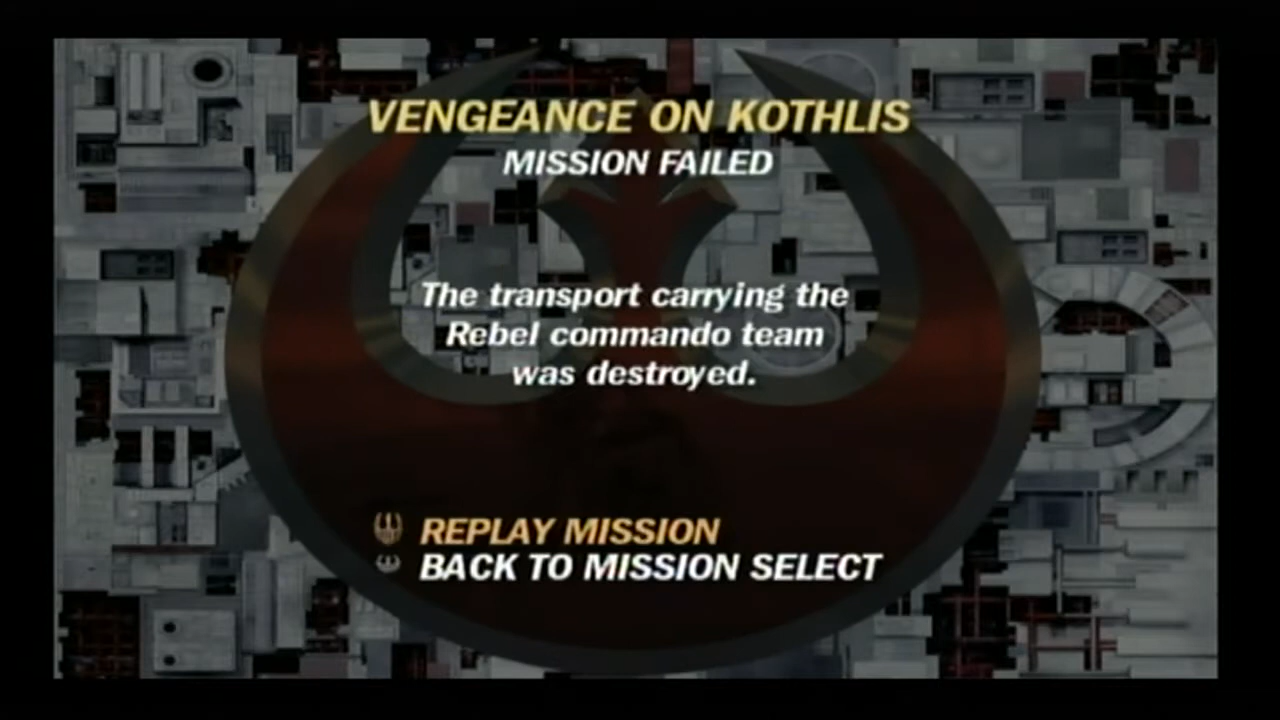 VENGEANCE ON KOTHLIS
MISSION FAILED
The transport carrying the
Rebel commando team
was destroyed.
REPLAY MISSION
BACK TO MISSION SELECT